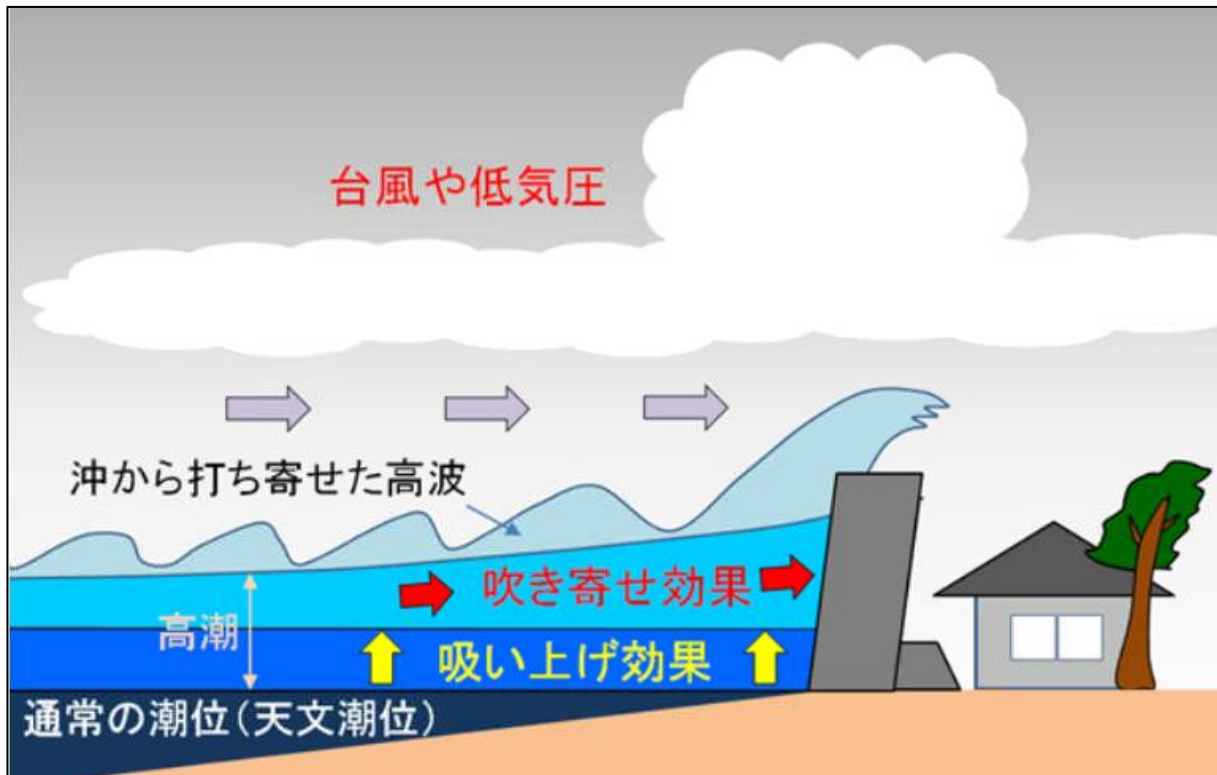 台風や低気圧
沖から打ち寄せた高波
吹き寄せ効果
高潮
吸い上げ効果
通常の潮位(天文潮位)